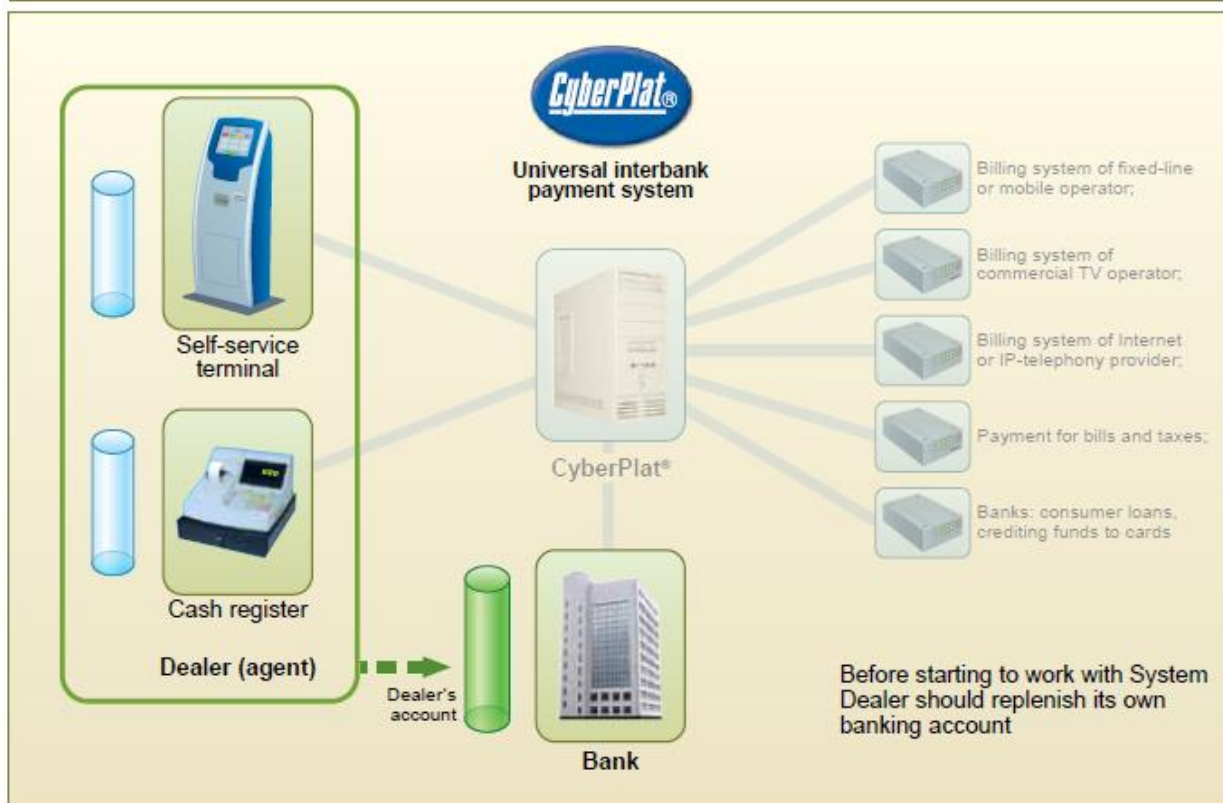 CyberPlat®
Universal interbank
payment system
Self-service
terminal
Cash register
Dealer (agent)
Dealer's
account
CyberPlat®
Bank
Billing system of fixed-line
or mobile operator;
Billing system of
commercial TV operator;
Billing system of Internet
or IP-telephony provider;
Payment for bills and taxes;
Banks: consumer loans,
crediting funds to cards
Before starting to work with System
Dealer should replenish its own
banking account